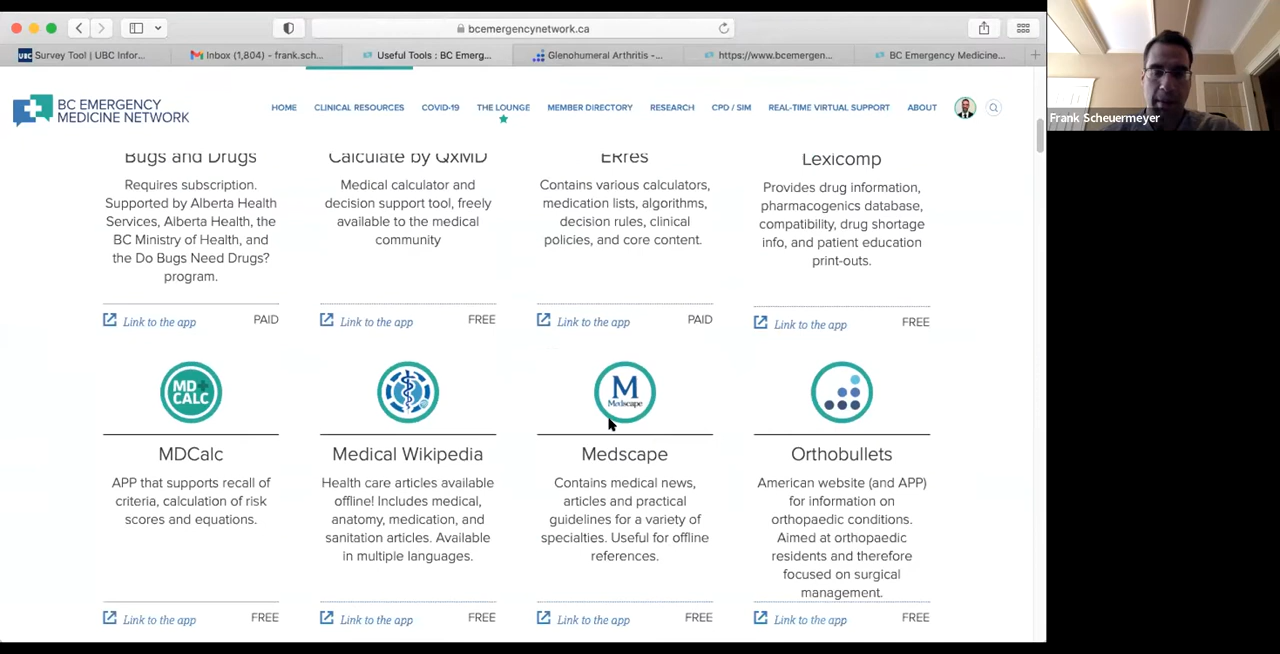 bcemergencynetwork.ca
UBC Survey Tool | UBC Infor...
Inbox (1,804) – frank.sch...
Useful Tools : BC Emerg...
Glenohumeral Arthritis -...
https://www.bcemergen...
BC Emergency Medicine...
BC EMERGENCY
MEDICINE NETWORK
HOME CLINICAL RESOURCES COVID-19 THE LOUNGE MEMBER DIRECTORY RESEARCH CPD / SIM REAL-TIME VIRTUAL SUPPORT ABOUT
Frank Scheuermeyer
Bugs and Drugs
Requires subscription.
Supported by Alberta Health
Services, Alberta Health, the
BC Ministry of Health, and
the Do Bugs Need Drugs?
program.
Link to the app PAID
Calculate by QxMD
Medical calculator and
decision support tool, freely
available to the medical
community
Link to the app FREE
ERres
Contains various calculators,
medication lists, algorithms,
decision rules, clinical
policies, and core content.
Link to the app PAID
Lexicomp
Provides drug information,
pharmacogenics database,
compatibility, drug shortage
info, and patient education
print-outs.
Link to the app FREE
MD
CALC
MDCalc
APP that supports recall of
criteria, calculation of risk
scores and equations.
Link to the app FREE
Medical Wikipedia
Health care articles available
offline! Includes medical,
anatomy, medication, and
sanitation articles. Available
in multiple languages.
Link to the app FREE
M
Medscape
Medscape
Contains medical news,
articles and practical
guidelines for a variety of
specialties. Useful for offline
references.
Link to the app FREE
Orthobullets
American website (and APP)
for information on
orthopaedic conditions.
Aimed at orthopaedic
residents and therefore
focused on surgical
management.
Link to the app FREE